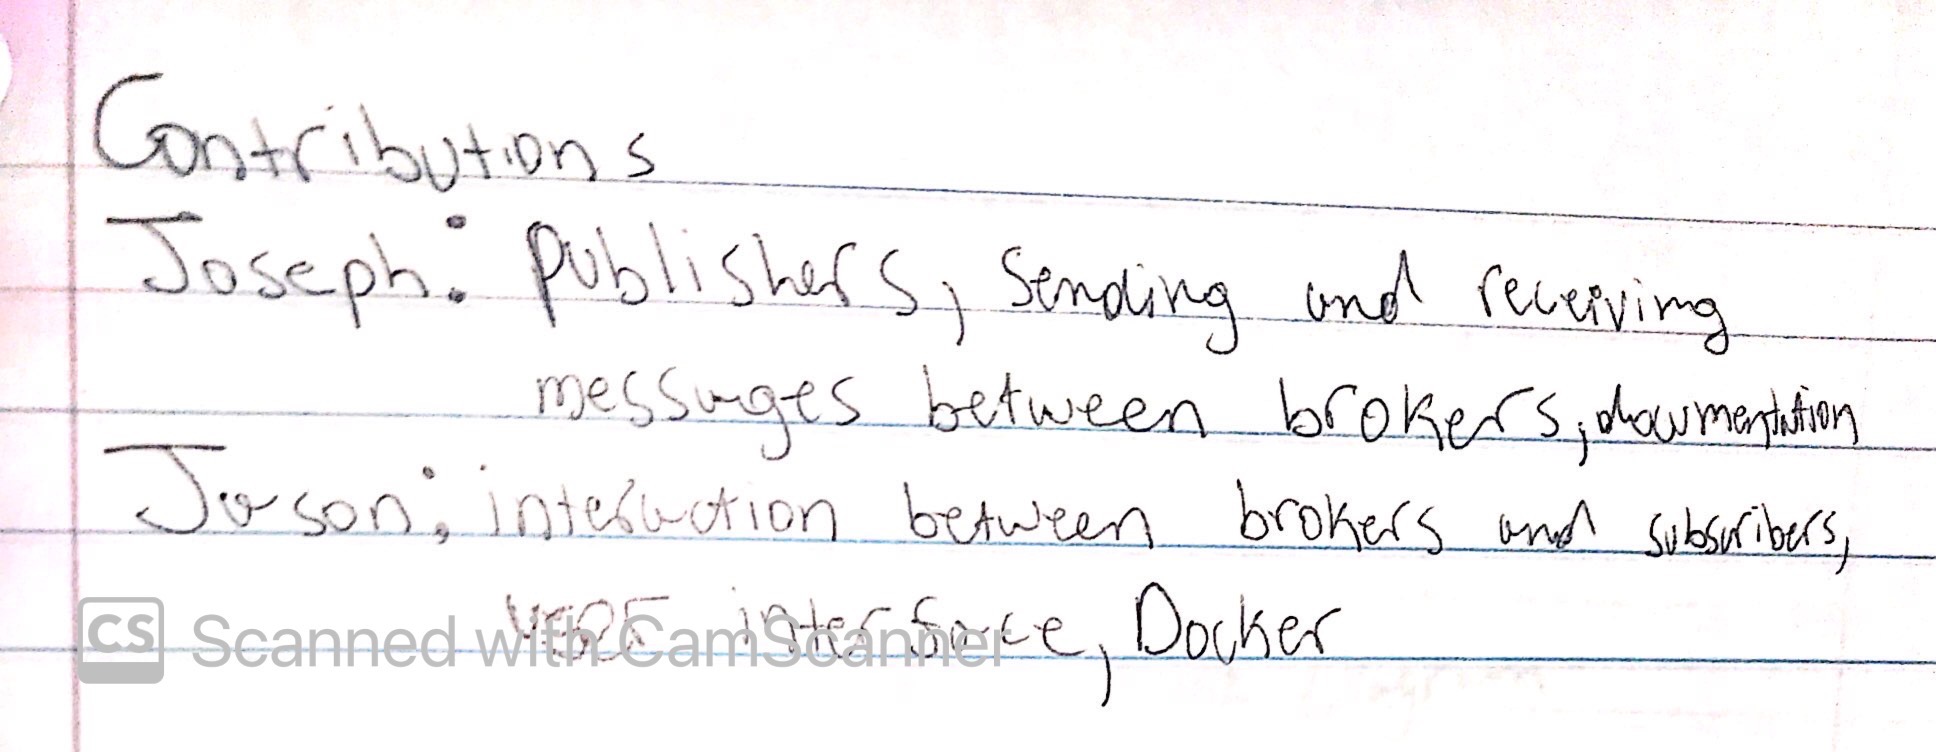 Contributions
Joseph: Publishers, Sending and receiving
messages between brokers, documentation
Jason: interaction between brokers and subscribers,
user interface, Docker
CS Scanned with CamScanner